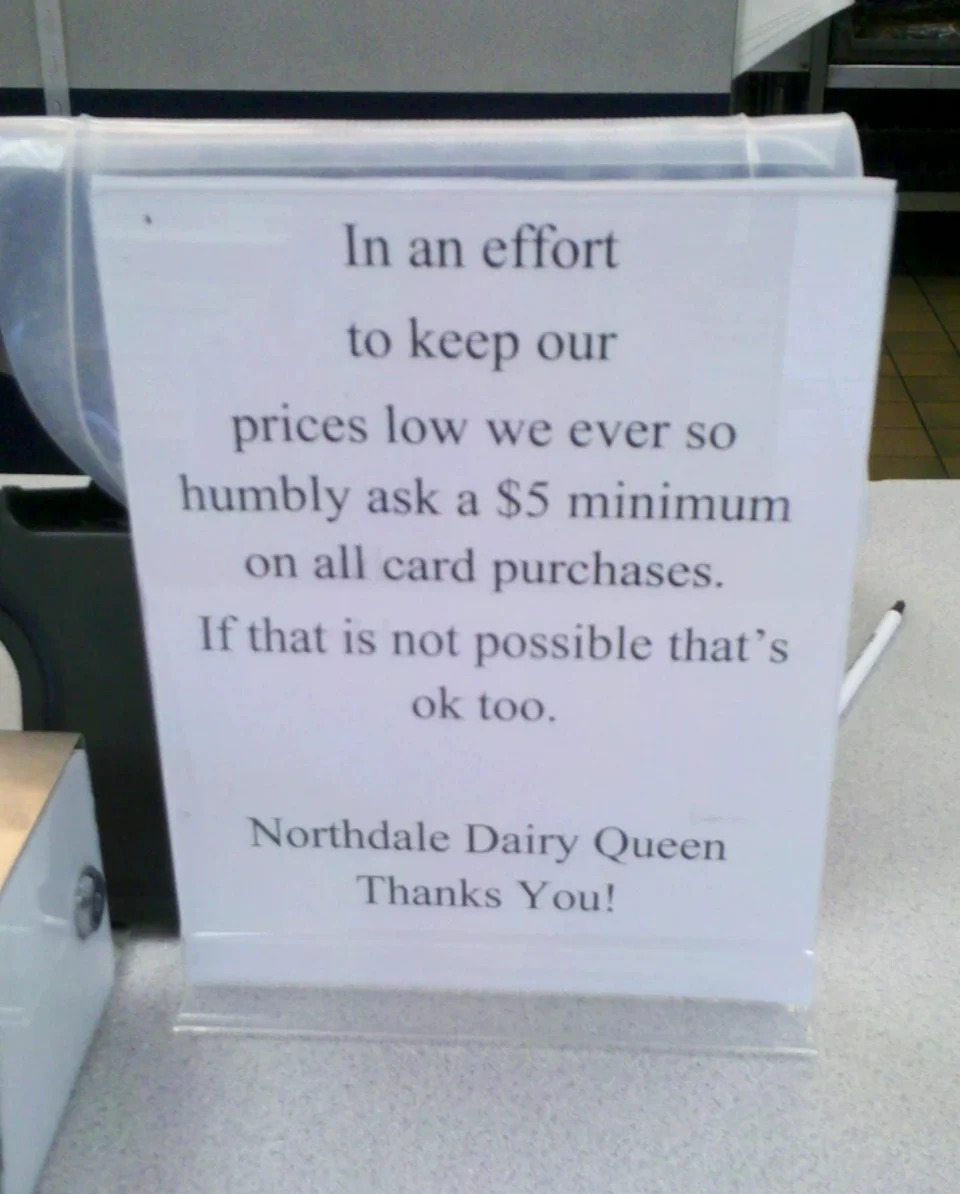 In an effort
to keep our
prices low we ever so
humbly ask a $5 minimum
on all card purchases.
If that is not possible that’s
ok too.
Northdale Dairy Queen
Thanks You!